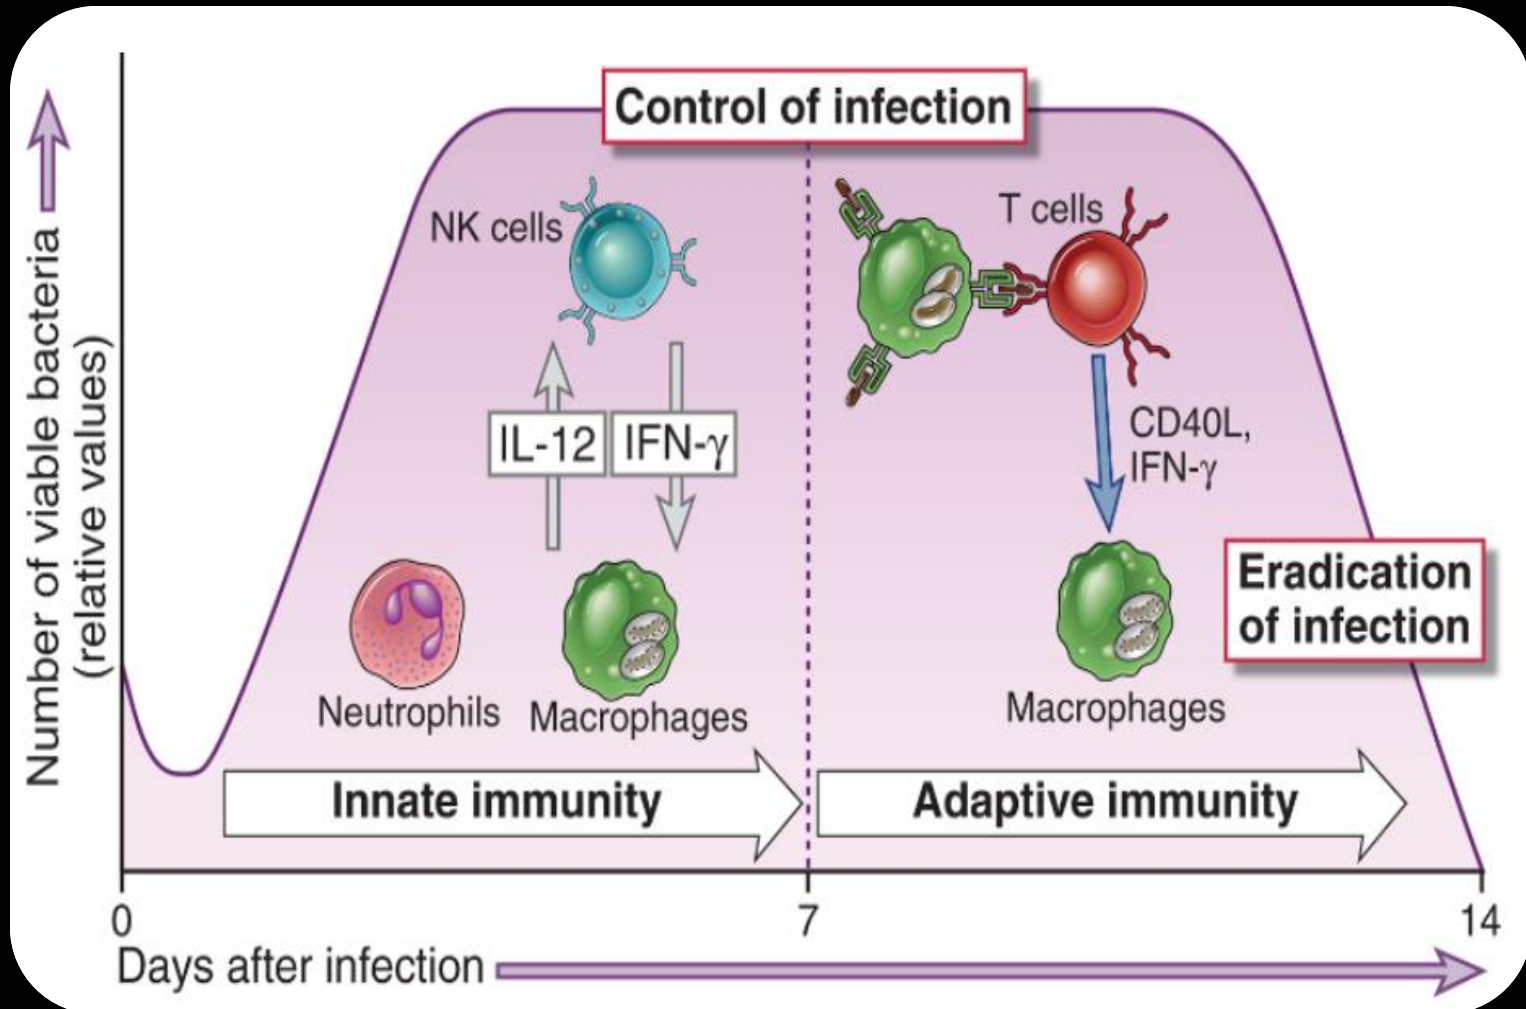 Number of viable bacteria
(relative values)
Control of infection
NK cells
T cells
IL-12
IFN-γ
CD40L,
IFN-γ
Neutrophils
Macrophages
Macrophages
Eradication
of infection
Innate immunity
Adaptive immunity
0
7
14
Days after infection